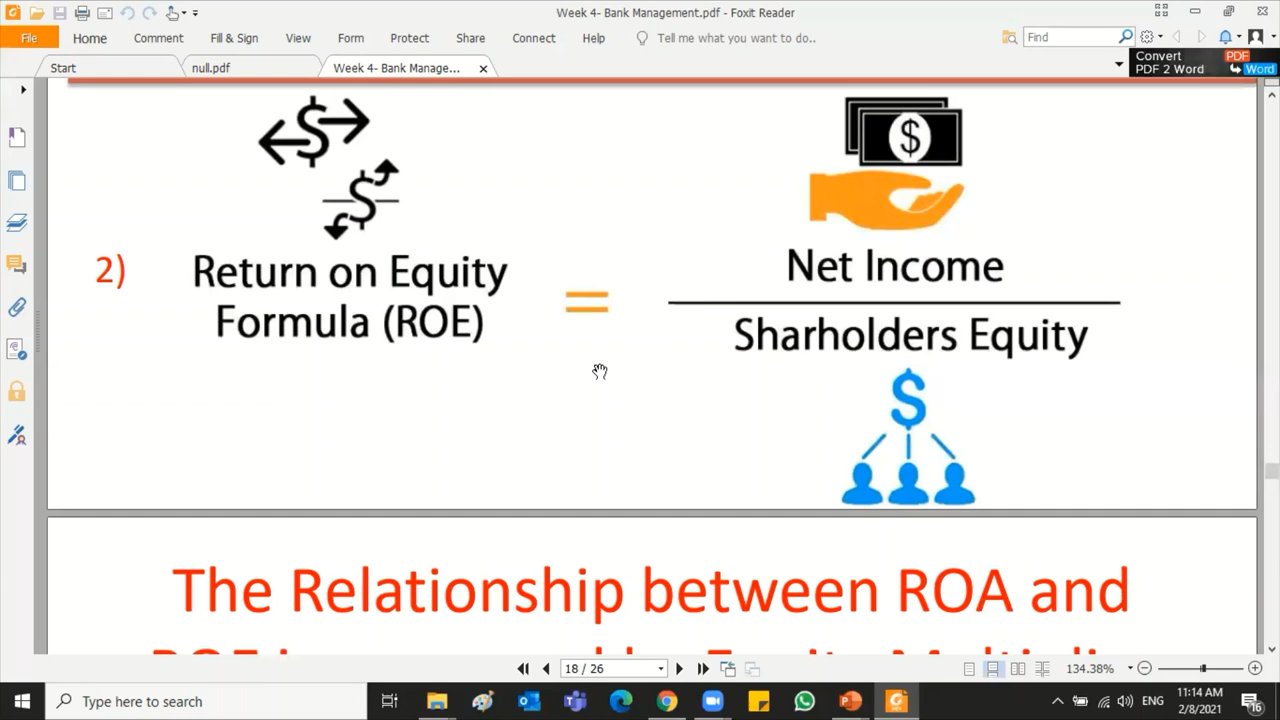 Week 4- Bank Management.pdf - Foxit Reader
File Home Comment Fill & Sign View Form Protect Share Connect Help Tell me what you want to do.. Find
Start null.pdf Week 4- Bank Manage...
Convert PDF
PDF 2 Word Word
2)
Return on Equity
Formula (ROE)
=
Net Income
Sharholders Equity
The Relationship between ROA and
18 / 26
134.38%
Type here to search
ENG
11:14 AM
2/8/2021
16